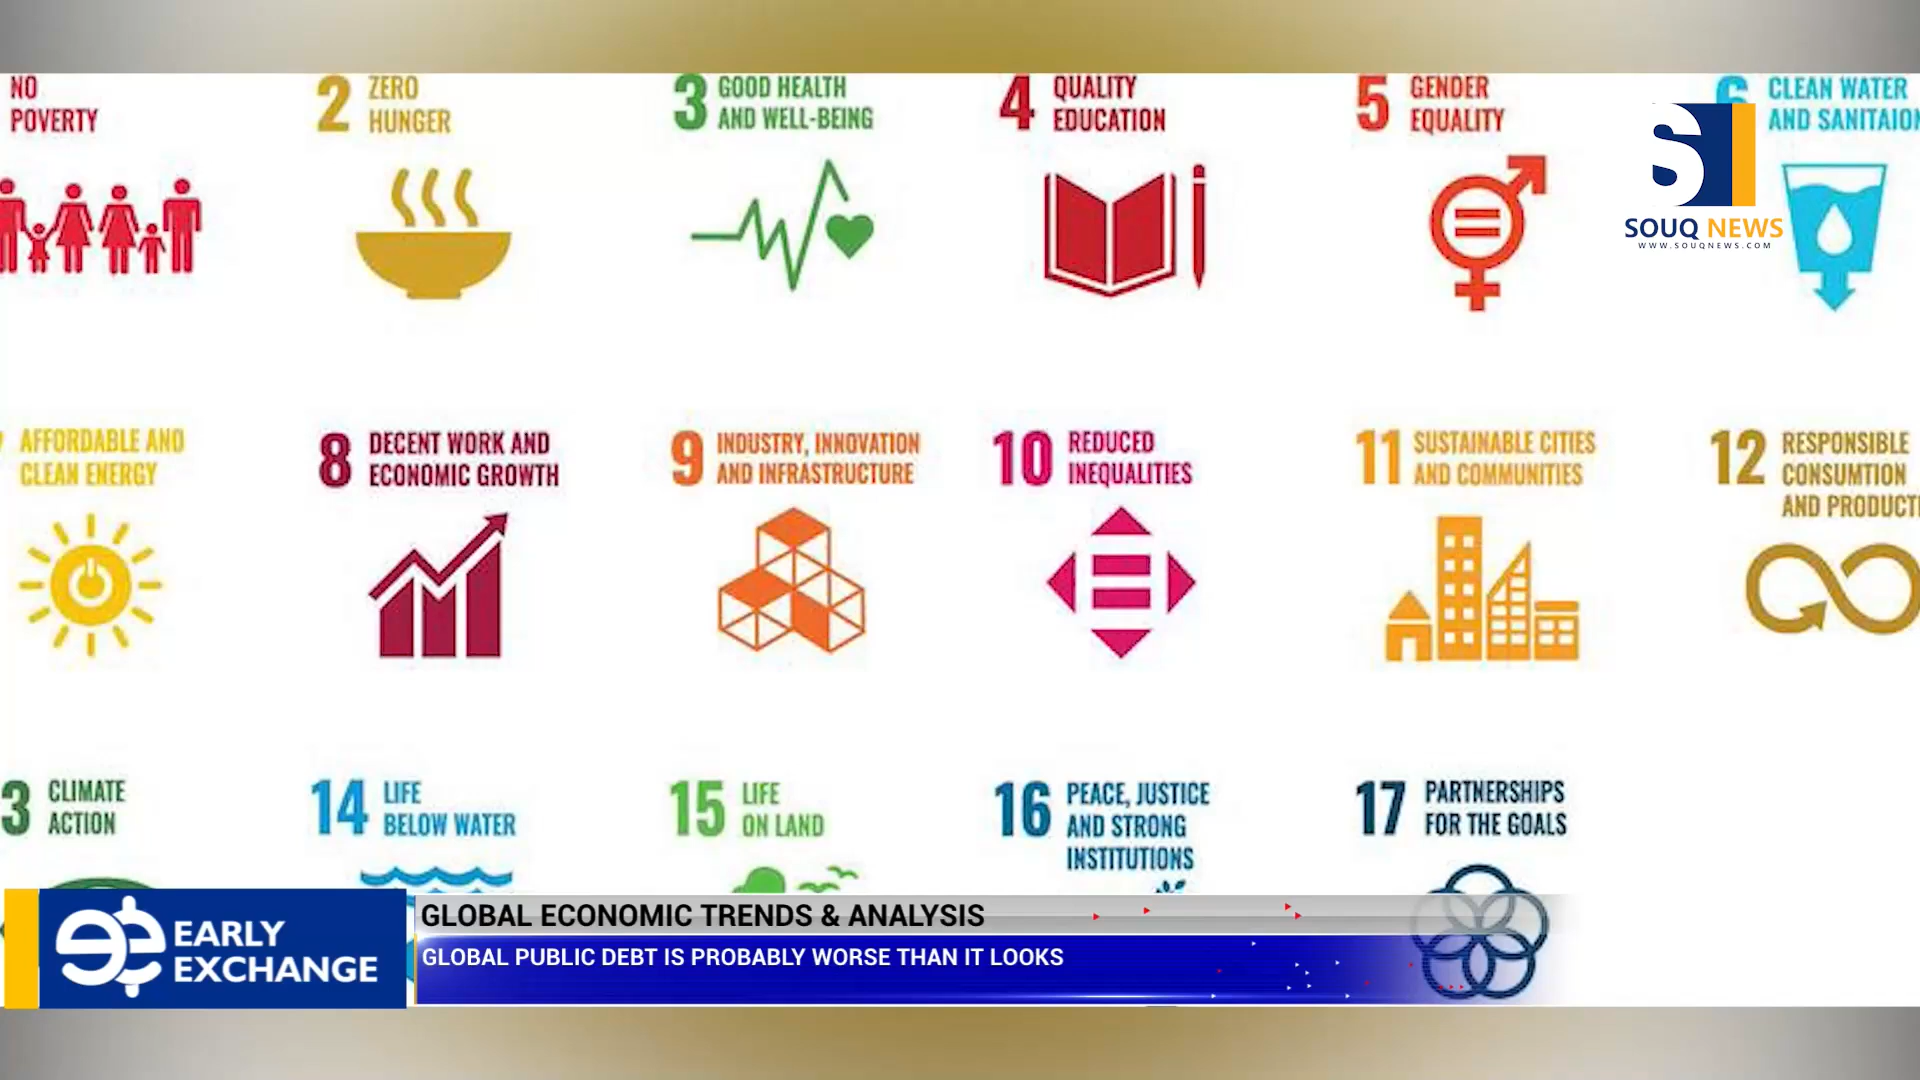 NO
POVERTY
2 ZERO
HUNGER
3 GOOD HEALTH
AND WELL-BEING
4 QUALITY
EDUCATION
5 GENDER
EQUALITY
6 CLEAN WATER
AND SANITAION
SOUQ NEWS
WWW.SOUQNEWS.COM
AFFORDABLE AND
CLEAN ENERGY
8 DECENT WORK AND
ECONOMIC GROWTH
9 INDUSTRY, INNOVATION
AND INFRASTRUCTURE
10 REDUCED
INEQUALITIES
11 SUSTAINABLE CITIES
AND COMMUNITIES
12 RESPONSIBLE
CONSUMTION
AND PRODUCTI
3 CLIMATE
ACTION
14 LIFE
BELOW WATER
15 LIFE
ON LAND
16 PEACE, JUSTICE
AND STRONG
INSTITUTIONS
17 PARTNERSHIPS
FOR THE GOALS
EARLY
EXCHANGE
GLOBAL ECONOMIC TRENDS & ANALYSIS
GLOBAL PUBLIC DEBT IS PROBABLY WORSE THAN IT LOOKS